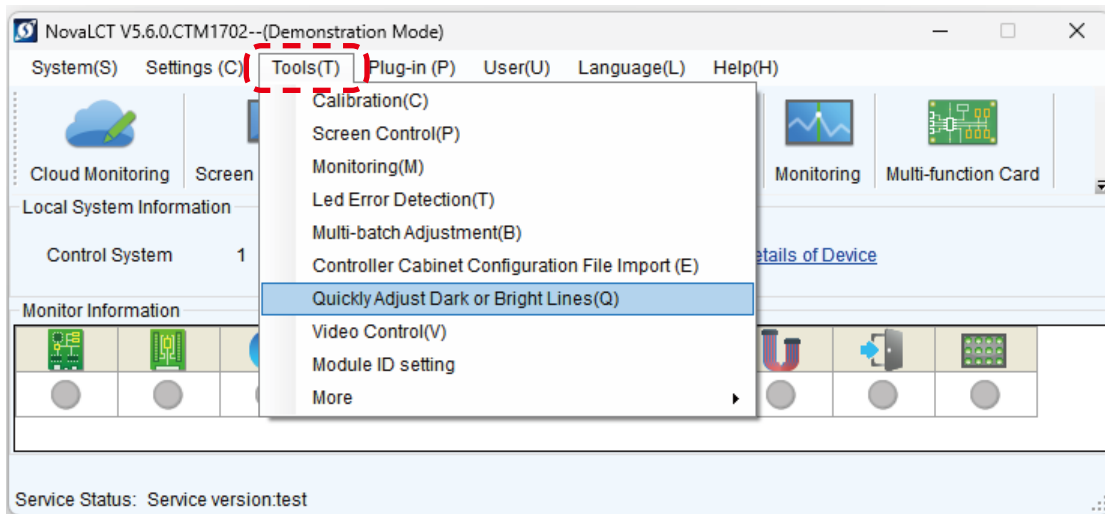 NovaLCT V5.6.0.CTM1702--(Demonstration Mode)
System(S) Settings (C) Tools(T) Plug-in (P) User(U) Language(L) Help(H)
Calibration(C)
Screen Control(P)
Monitoring(M)
Led Error Detection(T)
Multi-batch Adjustment(B)
Controller Cabinet Configuration File Import (E)
Quickly Adjust Dark or Bright Lines(Q)
Video Control(V)
Module ID setting
More
Cloud Monitoring Screen Monitoring Multi-function Card
Local System Information
Control System 1 etails of Device
Monitor Information
Service Status: Service version:test